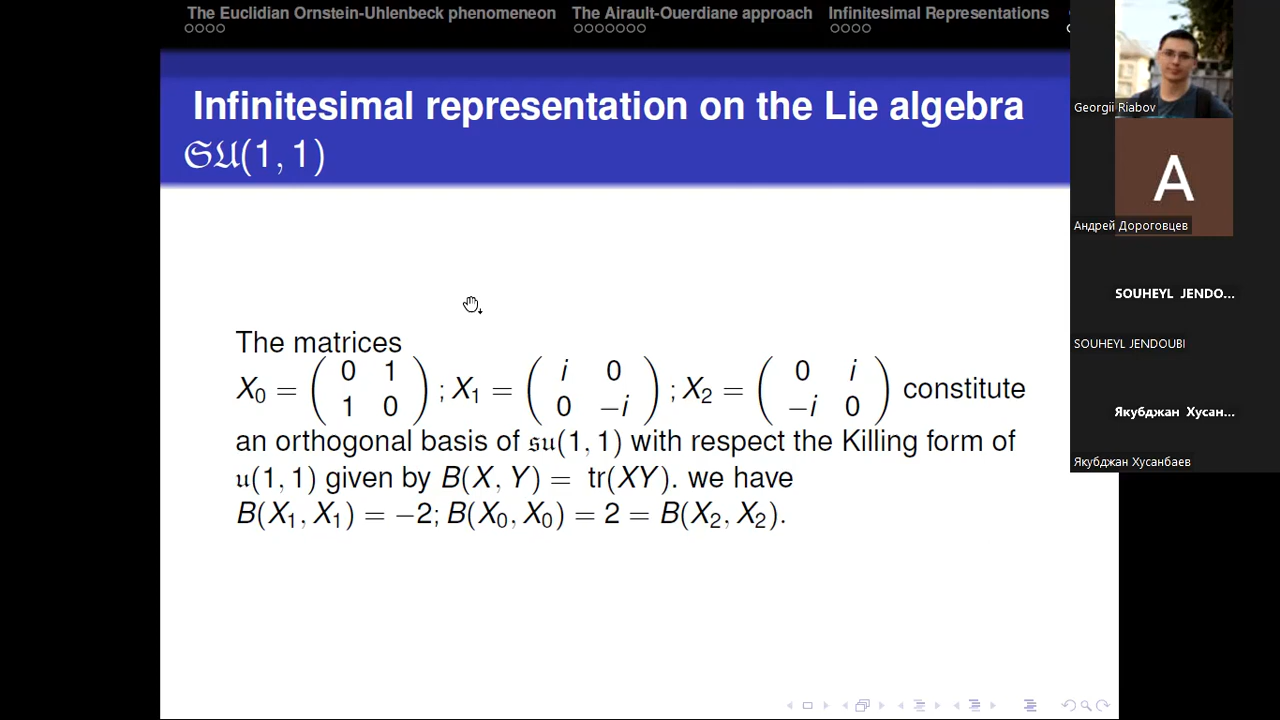 The Euclidian Ornstein-Uhlenbeck phenomeneon The Airault-Ouerdiane approach Infinitesimal Representations
Infinitesimal representation on the Lie algebra
𝔖𝔘(1, 1)
The matrices
X₀ = ( 0 1 ; 1 0 ) ; X₁ = ( i 0 ; 0 −i ) ; X₂ = ( 0 i ; −i 0 ) constitute
an orthogonal basis of 𝔰𝔲(1, 1) with respect the Killing form of
𝔲(1, 1) given by B(X, Y) = tr(XY). we have
B(X₁, X₁) = −2; B(X₀, X₀) = 2 = B(X₂, X₂).
Georgii Riabov
A
Андрей Дороговцев
SOUHEYL JENDO...
SOUHEYL JENDOUBI
Якубджан Хусан...
Якубджан Хусанбаев